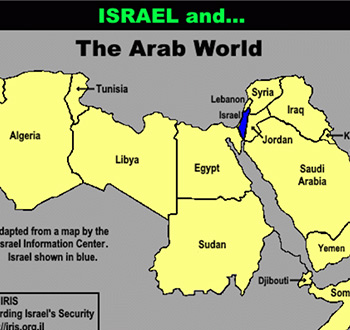 ISRAEL and...
The Arab World
Tunisia
Lebanon
Syria
Israel
Iraq
Algeria
Libya
Egypt
Jordan
K
Saudi
Arabia
Sudan
Yemen
Djibouti
Som
dapted from a map by the
srael Information Center.
Israel shown in blue.
IRIS
rding Israel's Security
//iris.org.il